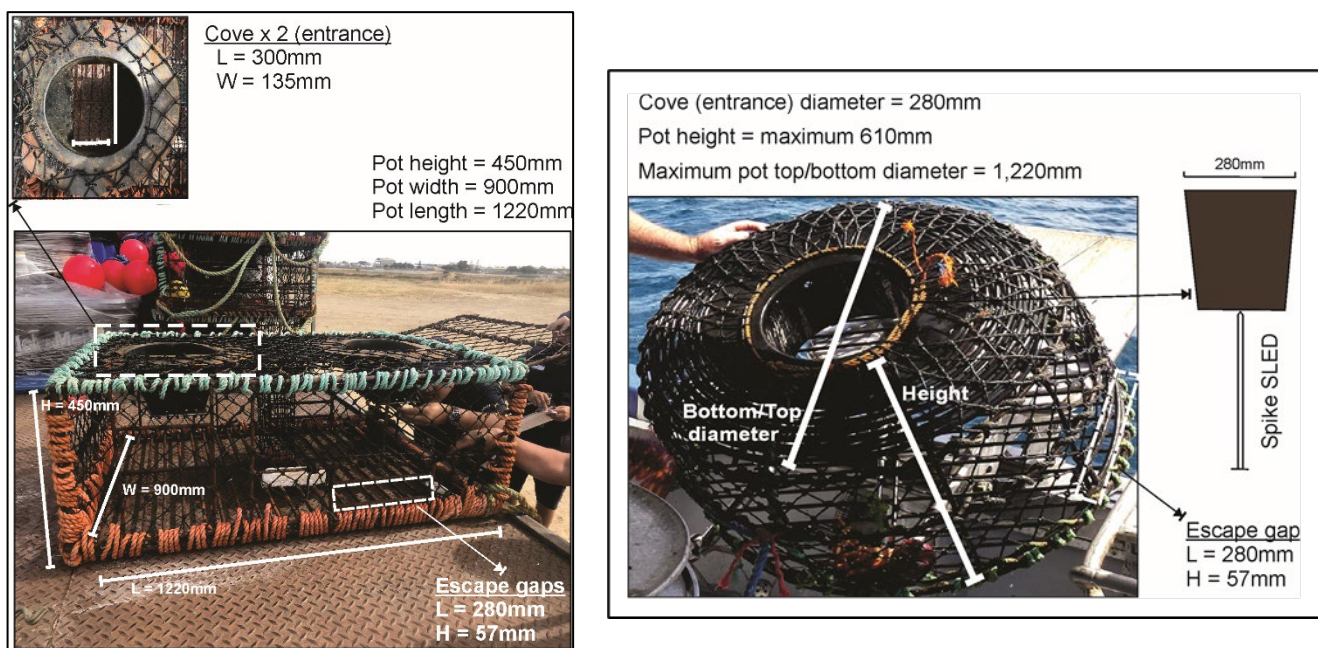 Cove x 2 (entrance)
L = 300mm
W = 135mm
Pot height = 450mm
Pot width = 900mm
Pot length = 1220mm
H = 450mm
W = 900mm
L = 1220mm
Escape gaps
L = 280mm
H = 57mm
Cove (entrance) diameter = 280mm
Pot height = maximum 610mm
Maximum pot top/bottom diameter = 1,220mm
280mm
Spike SLED
Height
Bottom/Top
diameter
Escape gap
L = 280mm
H = 57mm